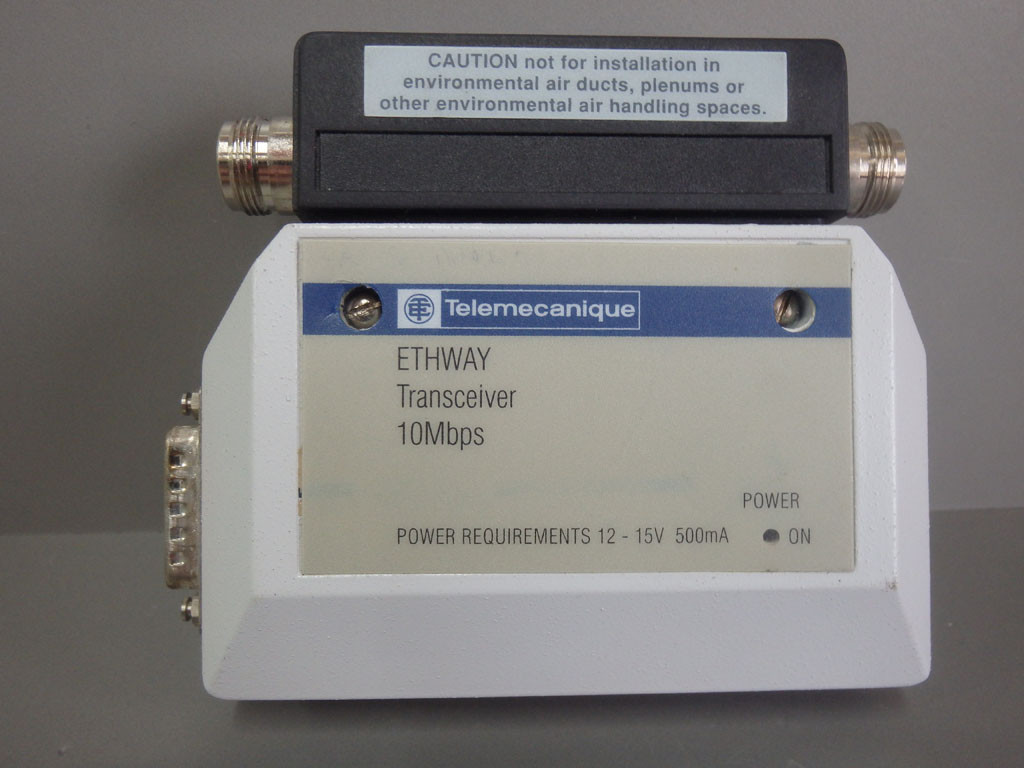 CAUTION not for installation in
environmental air ducts, plenums or
other environmental air handling spaces.
Telemecanique
ETHWAY
Transceiver
10Mbps
POWER
POWER REQUIREMENTS 12 - 15V 500mA ON